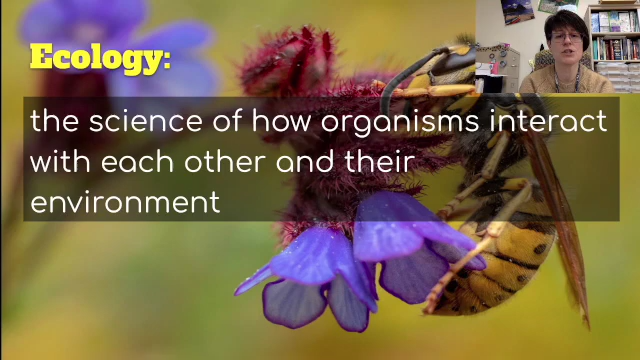 Ecology:
the science of how organisms interact
with each other and their
environment